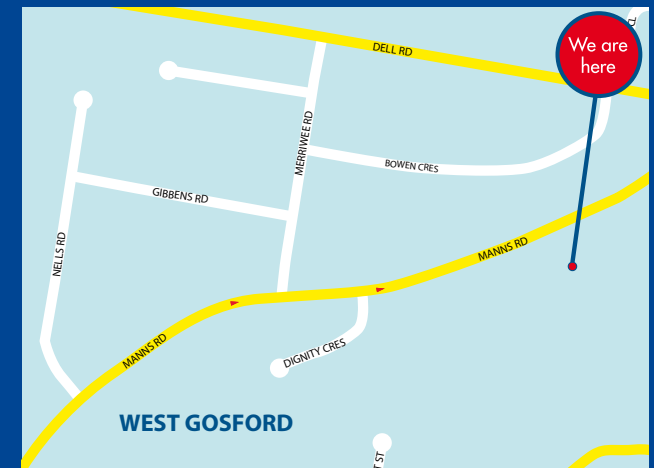 DELL RD
We are
here
MERRIWEE RD
BOWEN CRES
GIBBENS RD
NELLS RD
MANNS RD
MANNS RD
DIGNITY CRES
WEST GOSFORD
ST